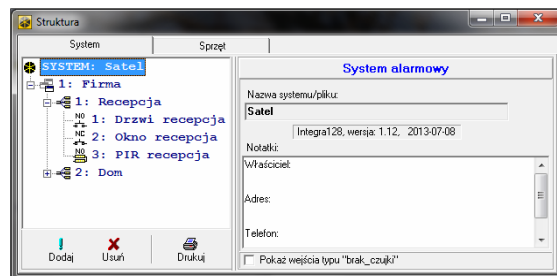 Struktura
System
Sprzęt
SYSTEM: Satel
1: Firma
1: Recepcja
NO 1: Drzwi recepcja
NC 2: Okno recepcja
NO 3: PIR recepcja
2: Dom
Dodaj
Usuń
Drukuj
System alarmowy
Nazwa systemu/pliku:
Satel
Integra128, wersja: 1.12, 2013-07-08
Notatki:
Właściciel:
Adres:
Telefon:
Pokaż wejścia typu "brak_czujki"